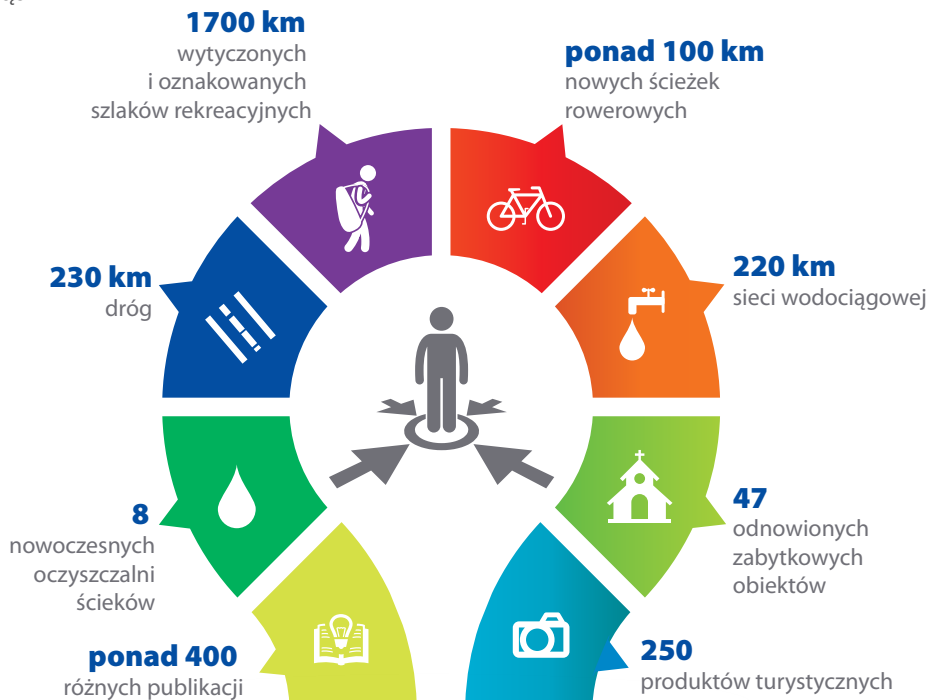 1700 km
wytyczonych
i oznakowanych
szlaków rekreacyjnych
ponad 100 km
nowych ścieżek
rowerowych
230 km
dróg
220 km
sieci wodociągowej
8
nowoczesnych
oczyszczalni
ścieków
47
odnowionych
zabytkowych
obiektów
ponad 400
różnych publikacji
250
produktów turystycznych